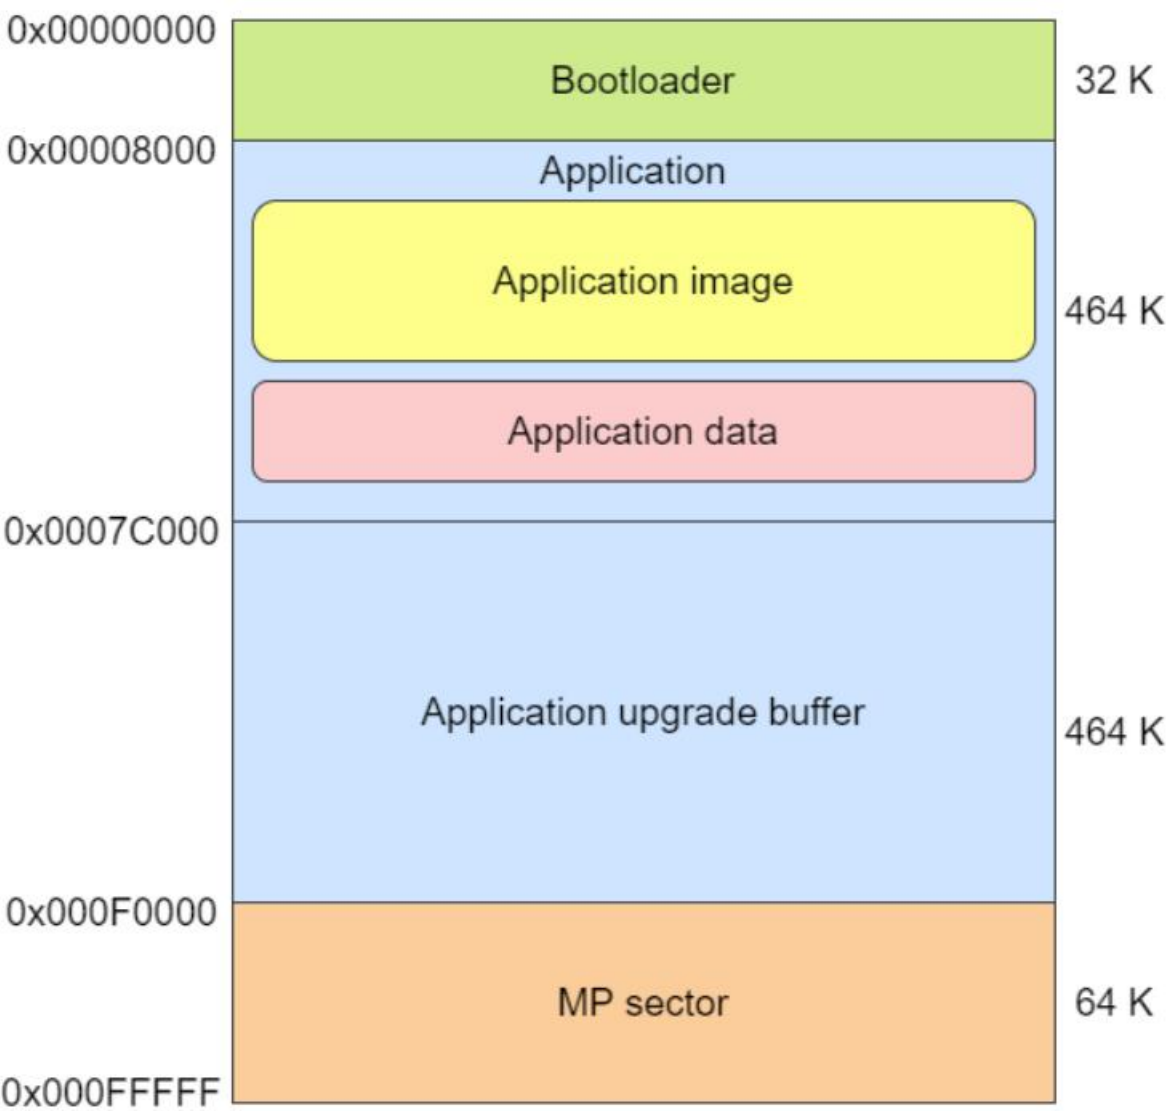 0x00000000
Bootloader
32 K
0x00008000
Application
Application image
464 K
Application data
0x0007C000
Application upgrade buffer
464 K
0x000F0000
MP sector
64 K
0x000FFFFF